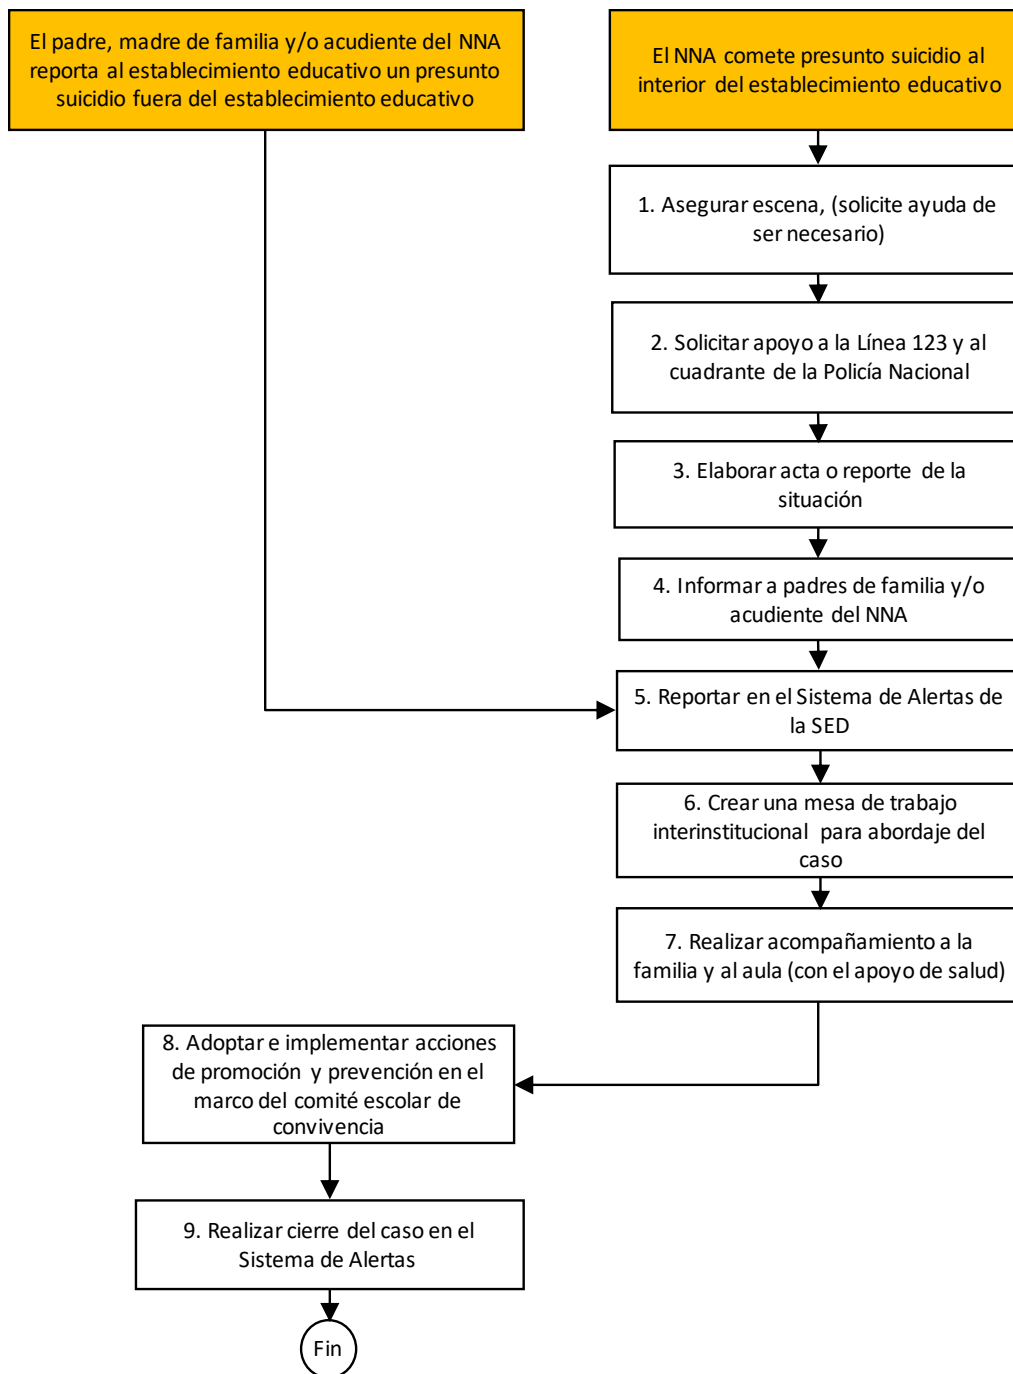 El padre, madre de familia y/o acudiente del NNA
reporta al establecimiento educativo un presunto
suicidio fuera del establecimiento educativo
El NNA comete presunto suicidio al
interior del establecimiento educativo
1. Asegurar escena, (solicite ayuda de
ser necesario)
2. Solicitar apoyo a la Línea 123 y al
cuadrante de la Policía Nacional
3. Elaborar acta o reporte de la
situación
4. Informar a padres de familia y/o
acudiente del NNA
5. Reportar en el Sistema de Alertas de
la SED
6. Crear una mesa de trabajo
interinstitucional para abordaje del
caso
7. Realizar acompañamiento a la
familia y al aula (con el apoyo de salud)
8. Adoptar e implementar acciones
de promoción y prevención en el
marco del comité escolar de
convivencia
9. Realizar cierre del caso en el
Sistema de Alertas
Fin